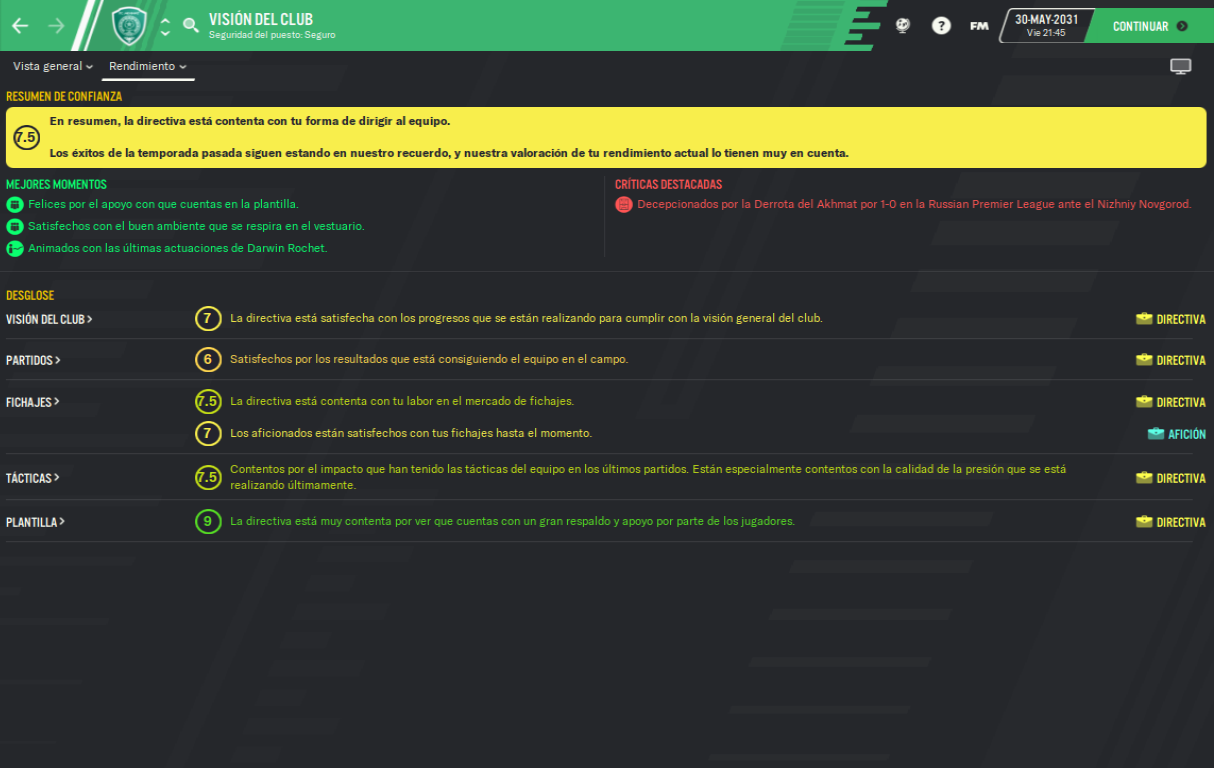 VISIÓN DEL CLUB
Seguridad del puesto: Seguro
?
FM
30-MAY-2031
Vie 21:45
CONTINUAR
Vista general
Rendimiento
RESUMEN DE CONFIANZA
7.5
En resumen, la directiva está contenta con tu forma de dirigir al equipo.
Los éxitos de la temporada pasada siguen estando en nuestro recuerdo, y nuestra valoración de tu rendimiento actual lo tienen muy en cuenta.
MEJORES MOMENTOS
Felices por el apoyo con que cuentas en la plantilla.
Satisfechos con el buen ambiente que se respira en el vestuario.
Animados con las últimas actuaciones de Darwin Rochet.
CRÍTICAS DESTACADAS
Decepcionados por la Derrota del Akhmat por 1-0 en la Russian Premier League ante el Nizhniy Novgorod.
DESGLOSE
VISIÓN DEL CLUB > 7 La directiva está satisfecha con los progresos que se están realizando para cumplir con la visión general del club. DIRECTIVA
PARTIDOS > 6 Satisfechos por los resultados que está consiguiendo el equipo en el campo. DIRECTIVA
FICHAJES > 7.5 La directiva está contenta con tu labor en el mercado de fichajes. DIRECTIVA
7 Los aficionados están satisfechos con tus fichajes hasta el momento. AFICIÓN
TÁCTICAS > 7.5 Contentos por el impacto que han tenido las tácticas del equipo en los últimos partidos. Están especialmente contentos con la calidad de la presión que se está
realizando últimamente. DIRECTIVA
PLANTILLA > 9 La directiva está muy contenta por ver que cuentas con un gran respaldo y apoyo por parte de los jugadores. DIRECTIVA